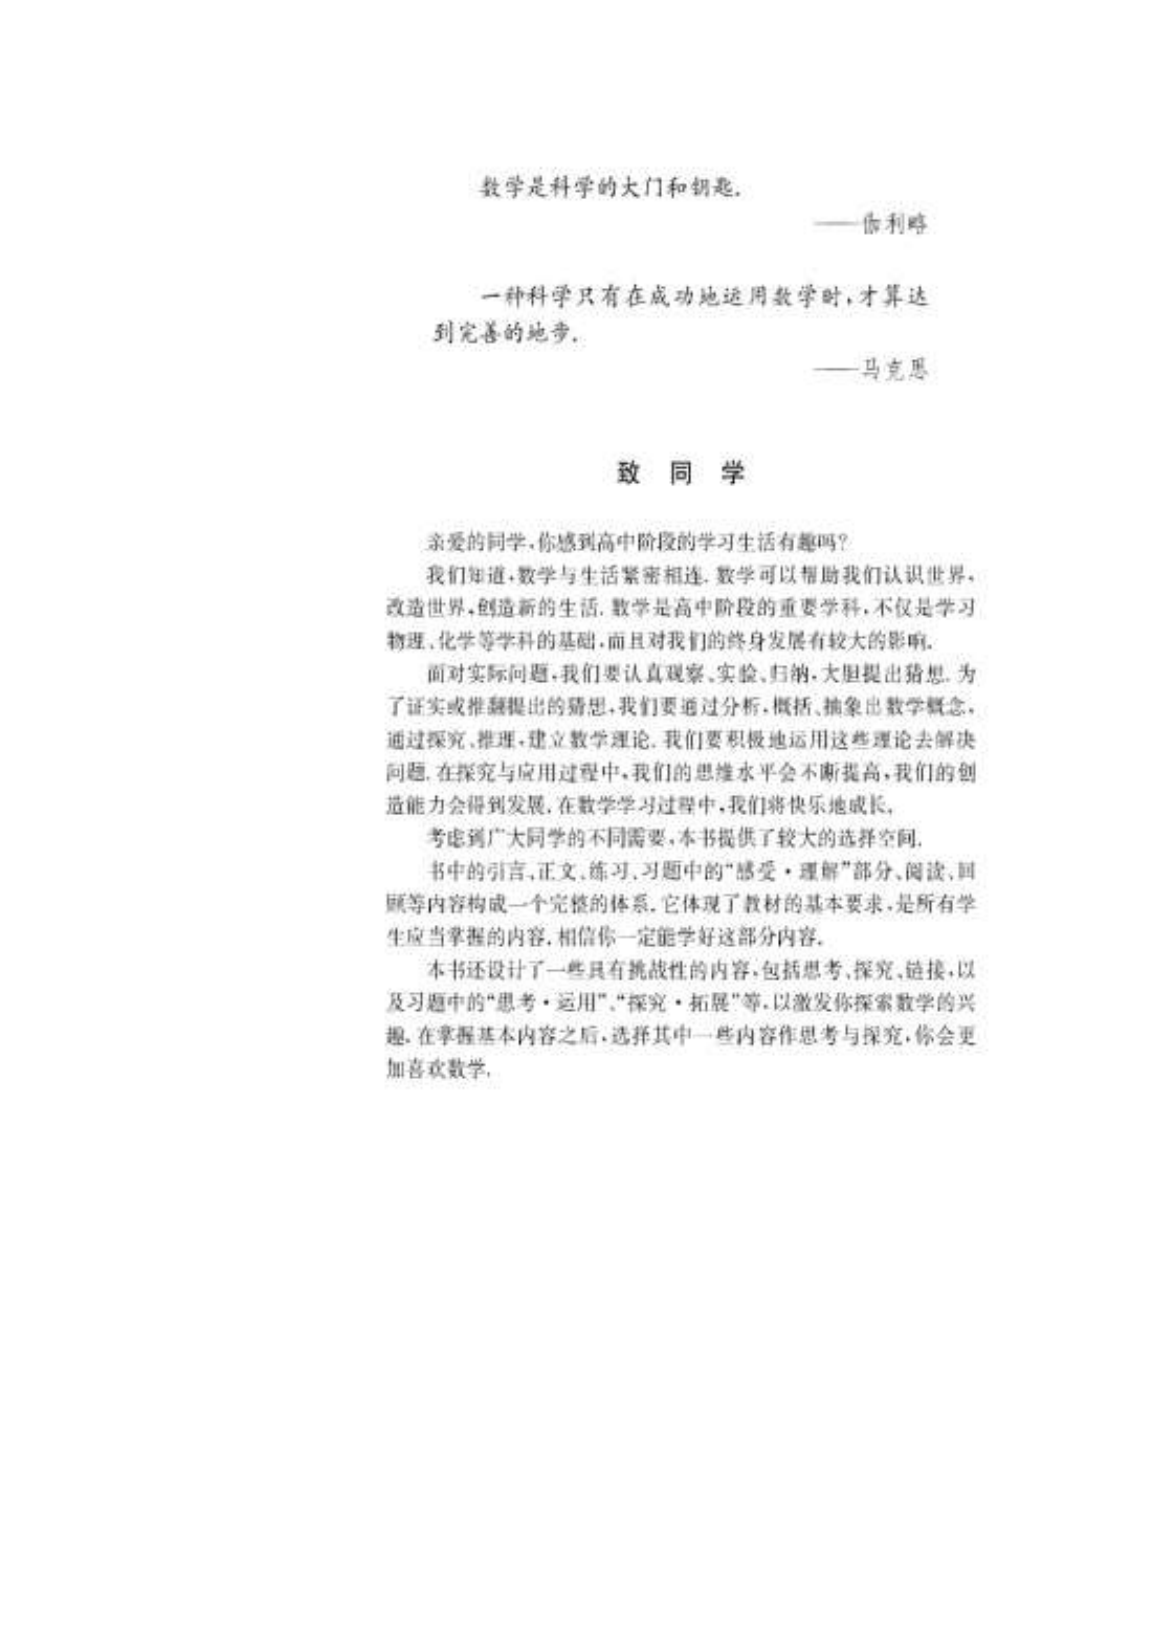 数学是科学的大门和钥匙.
——伽利略
一种科学只有在成功地运用数学时,才算达
到完善的地步.
——马克思
致 同 学
亲爱的同学,你感到高中阶段的学习生活有趣吗?
我们知道,数学与生活紧密相连. 数学可以帮助我们认识世界,
改造世界,创造新的生活. 数学是高中阶段的重要学科,不仅是学习
物理、化学等学科的基础,而且对我们的终身发展有较大的影响.
面对实际问题,我们要认真观察、实验、归纳,大胆提出猜想. 为
了证实或推翻提出的猜想,我们要通过分析,概括、抽象出数学概念,
通过探究、推理,建立数学理论. 我们要积极地运用这些理论去解决
问题. 在探究与应用过程中,我们的思维水平会不断提高,我们的创
造能力会得到发展. 在数学学习过程中,我们将快乐地成长.
考虑到广大同学的不同需要,本书提供了较大的选择空间.
书中的引言、正文、练习、习题中的“感受·理解”部分、阅读、回
顾等内容构成一个完整的体系. 它体现了教材的基本要求,是所有学
生应当掌握的内容. 相信你一定能学好这部分内容.
本书还设计了一些具有挑战性的内容,包括思考、探究、链接,以
及习题中的“思考·运用”、“探究·拓展”等,以激发你探索数学的兴
趣. 在掌握基本内容之后,选择其中一些内容作思考与探究,你会更
加喜欢数学.